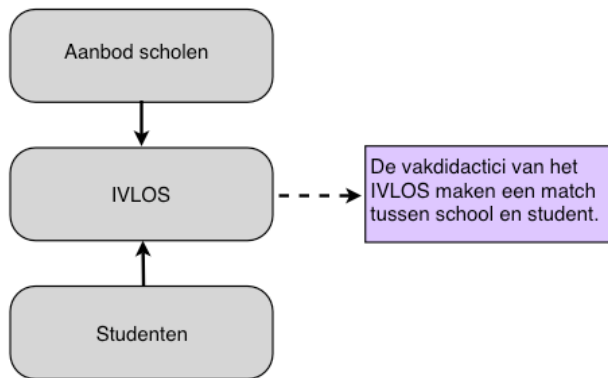 Aanbod scholen
IVLOS
De vakdidactici van het
IVLOS maken een match
tussen school en student.
Studenten